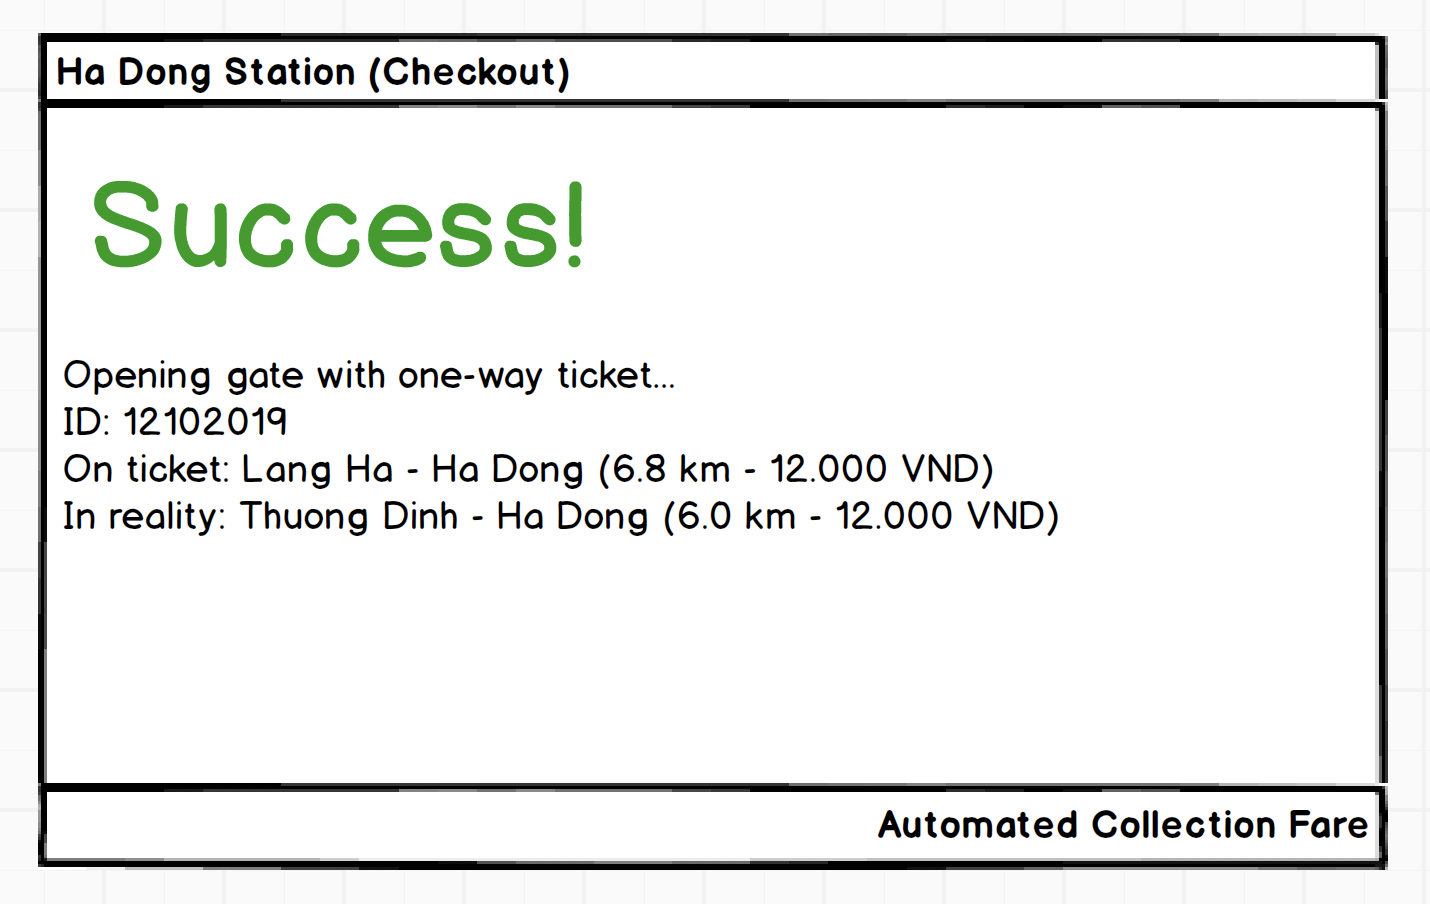 Ha Dong Station (Checkout)
Success!
Opening gate with one-way ticket...
ID: 12102019
On ticket: Lang Ha - Ha Dong (6.8 km - 12.000 VND)
In reality: Thuong Dinh - Ha Dong (6.0 km - 12.000 VND)
Automated Collection Fare